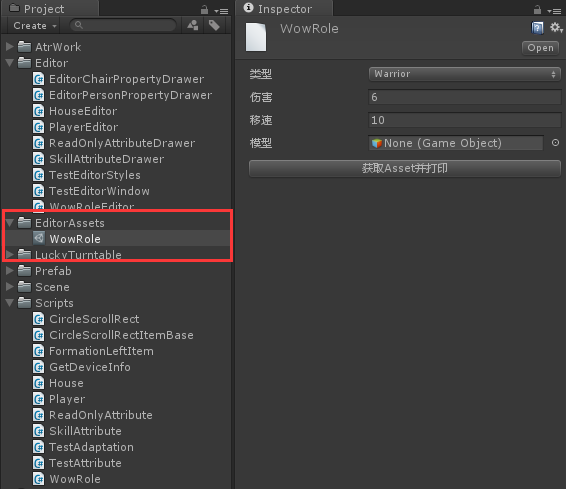 Project
Create
AtrWork
Editor
EditorChairPropertyDrawer
EditorPersonPropertyDrawer
HouseEditor
PlayerEditor
ReadOnlyAttributeDrawer
SkillAttributeDrawer
TestEditorStyles
TestEditorWindow
WowRoleEditor
EditorAssets
WowRole
LuckyTurntable
Prefab
Scene
Scripts
CircleScrollRect
CircleScrollRectItemBase
FormationLeftItem
GetDeviceInfo
House
Player
ReadOnlyAttribute
SkillAttribute
TestAdaptation
TestAttribute
WowRole
Inspector
WowRole
Open
类型 Warrior
伤害 6
移速 10
模型 None (Game Object)
获取Asset并打印